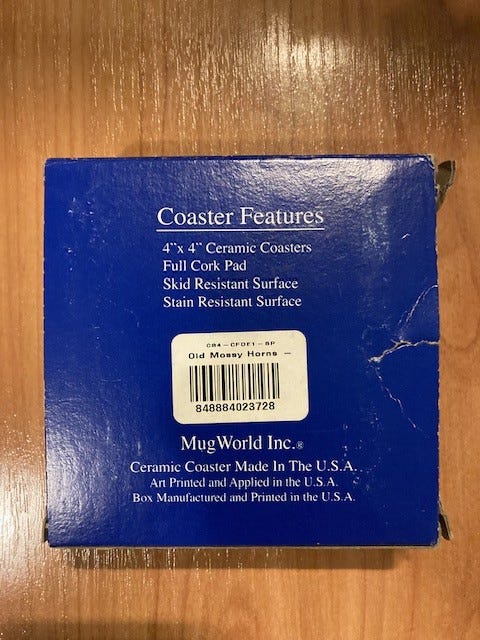 Coaster Features
4"x 4" Ceramic Coasters
Full Cork Pad
Skid Resistant Surface
Stain Resistant Surface
CB4-CFDE1-BP
Old Mossy Horns -
848884023728
MugWorld Inc.®
Ceramic Coaster Made In The U.S.A.
Art Printed and Applied in the U.S.A.
Box Manufactured and Printed in the U.S.A.